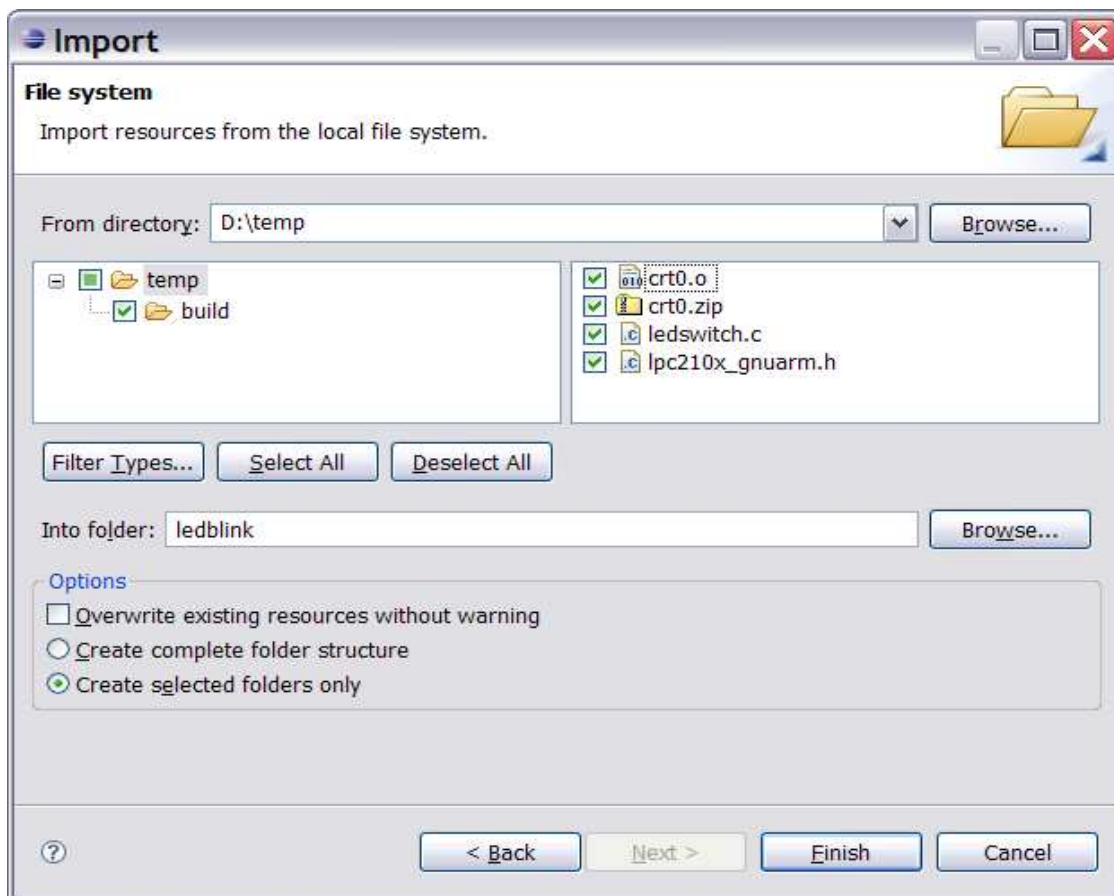 Import
File system
Import resources from the local file system.
From directory: D:\temp Browse...
temp
build
crt0.o
crt0.zip
ledswitch.c
lpc210x_gnuarm.h
Filter Types... Select All Deselect All
Into folder: ledblink Browse...
Options
Overwrite existing resources without warning
Create complete folder structure
Create selected folders only
? < Back Next > Finish Cancel